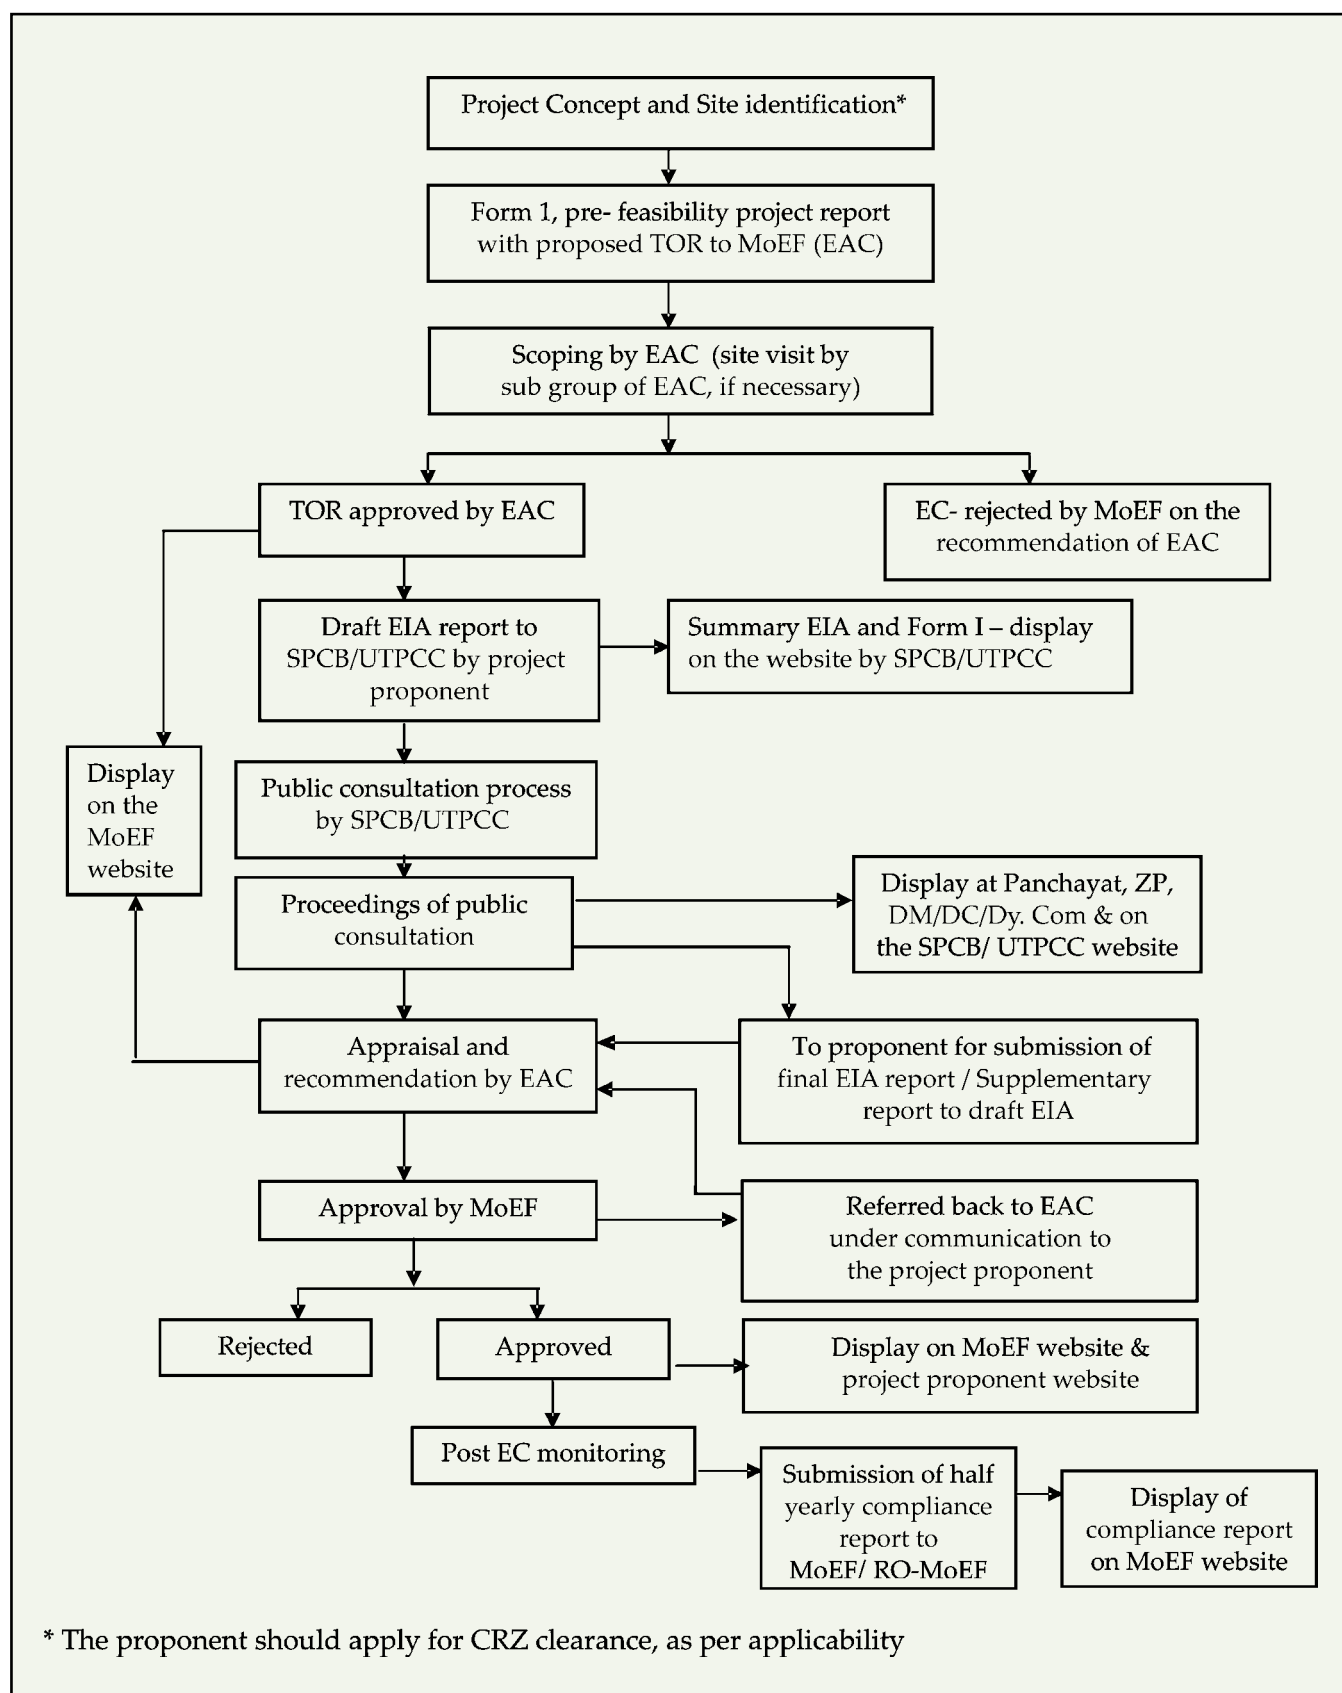 Project Concept and Site identification*
Form 1, pre- feasibility project report
with proposed TOR to MoEF (EAC)
Scoping by EAC (site visit by
sub group of EAC, if necessary)
TOR approved by EAC
EC- rejected by MoEF on the
recommendation of EAC
Draft EIA report to
SPCB/UTPCC by project
proponent
Summary EIA and Form I – display
on the website by SPCB/UTPCC
Display
on the
MoEF
website
Public consultation process
by SPCB/UTPCC
Proceedings of public
consultation
Display at Panchayat, ZP,
DM/DC/Dy. Com & on
the SPCB/ UTPCC website
Appraisal and
recommendation by EAC
To proponent for submission of
final EIA report / Supplementary
report to draft EIA
Approval by MoEF
Referred back to EAC
under communication to
the project proponent
Rejected
Approved
Display on MoEF website &
project proponent website
Post EC monitoring
Submission of half
yearly compliance
report to
MoEF/ RO-MoEF
Display of
compliance report
on MoEF website
* The proponent should apply for CRZ clearance, as per applicability